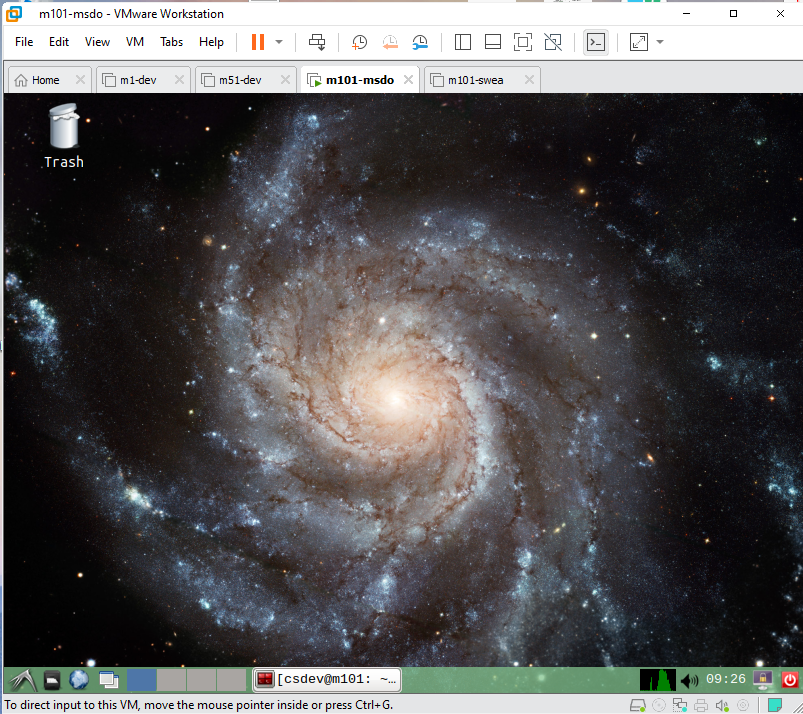 m101-msdo - VMware Workstation
File Edit View VM Tabs Help
Home m1-dev m51-dev m101-msdo m101-swea
Trash
[csdev@m101: ~... 09:26
To direct input to this VM, move the mouse pointer inside or press Ctrl+G.